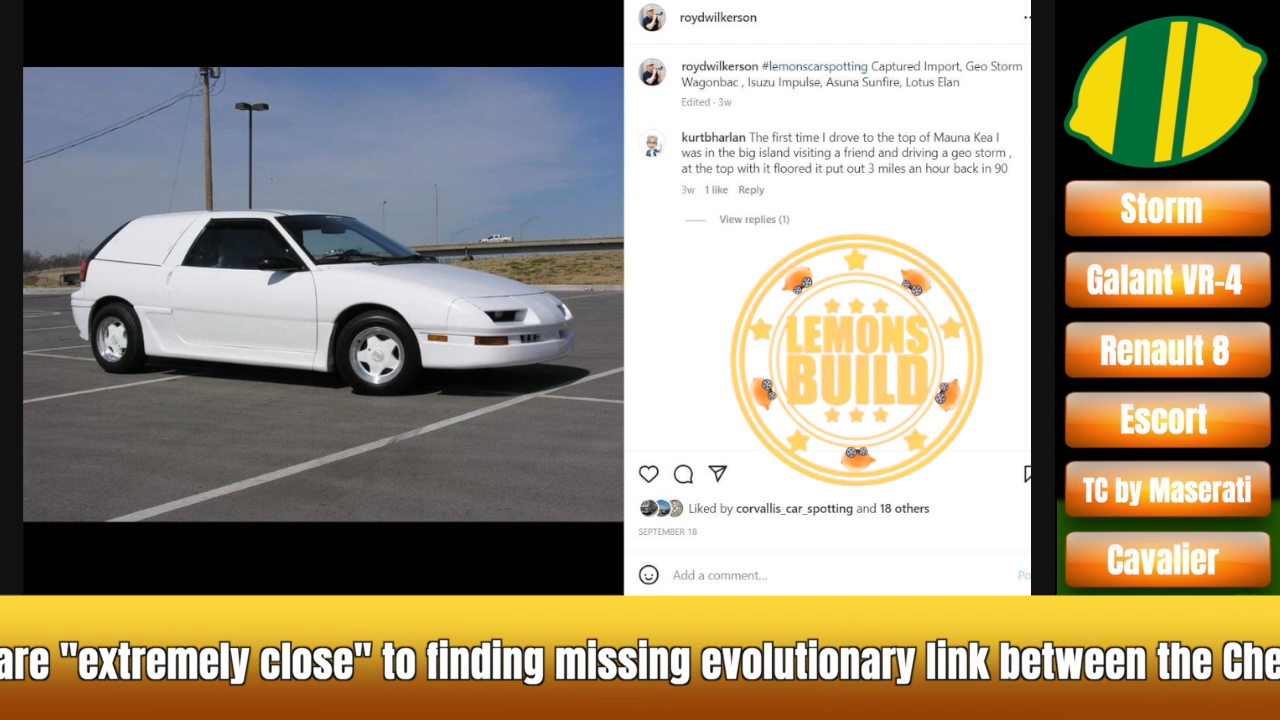 roydwilkerson
roydwilkerson #lemonscarspotting Captured Import, Geo Storm
Wagonbac , Isuzu Impulse, Asuna Sunfire, Lotus Elan
Edited · 3w
kurtbharlan The first time I drove to the top of Mauna Kea I
was in the big island visiting a friend and driving a geo storm ,
at the top with it floored it put out 3 miles an hour back in 90
3w 1 like Reply
View replies (1)
LEMONS
BUILD
Liked by corvallis_car_spotting and 18 others
SEPTEMBER 18
Add a comment...
Po
Storm
Galant VR-4
Renault 8
Escort
TC by Maserati
Cavalier
are "extremely close" to finding missing evolutionary link between the Che